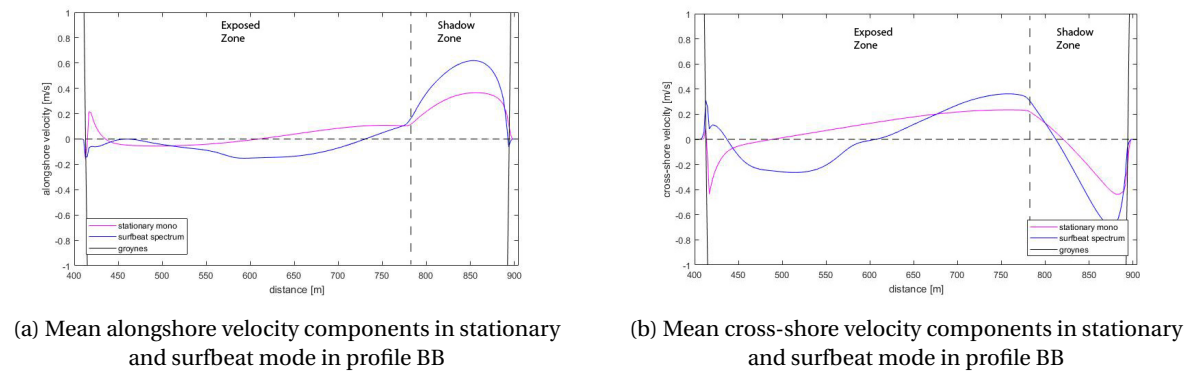 Exposed
Zone
Shadow
Zone
1
0.8
0.6
0.4
0.2
0
-0.2
-0.4
-0.6
-0.8
-1
alongshore velocity [m/s]
stationary mono
surfbeat spectrum
groynes
400 450 500 550 600 650 700 750 800 850 900
distance [m]
(a) Mean alongshore velocity components in stationary
and surfbeat mode in profile BB
Exposed
Zone
Shadow
Zone
1
0.8
0.6
0.4
0.2
0
-0.2
-0.4
-0.6
-0.8
-1
cross-shore velocity [m/s]
stationary mono
surfbeat spectrum
groynes
400 450 500 550 600 650 700 750 800 850 900
distance [m]
(b) Mean cross-shore velocity components in stationary
and surfbeat mode in profile BB